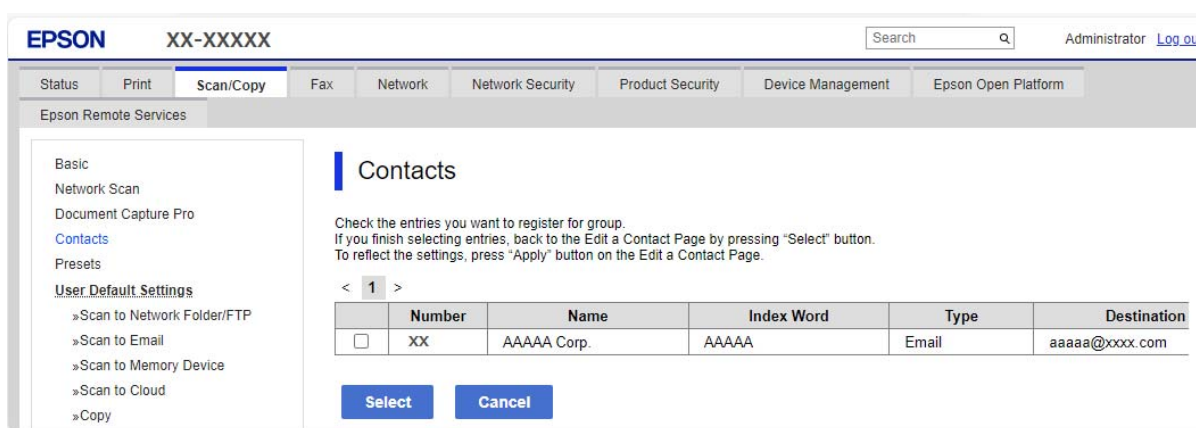 EPSON XX-XXXXX Search Administrator Log ou
Status Print Scan/Copy Fax Network Network Security Product Security Device Management Epson Open Platform
Epson Remote Services
Basic
Network Scan
Document Capture Pro
Contacts
Presets
User Default Settings
»Scan to Network Folder/FTP
»Scan to Email
»Scan to Memory Device
»Scan to Cloud
»Copy
Contacts
Check the entries you want to register for group.
If you finish selecting entries, back to the Edit a Contact Page by pressing “Select” button.
To reflect the settings, press “Apply” button on the Edit a Contact Page.
< 1 >
Number Name Index Word Type Destination
XX AAAAA Corp. AAAAA Email aaaaa@xxxx.com
Select Cancel